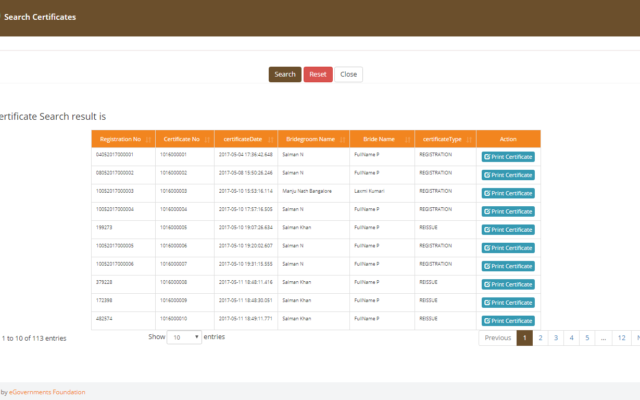 Search Certificates
Search Reset Close
ertificate Search result is
Registration No Certificate No certificateDate Bridegroom Name Bride Name certificateType Action
04052017000001 1016000001 2017-05-04 17:36:42.648 Salman N FullName P REGISTRATION Print Certificate
08052017000002 1016000002 2017-05-08 15:50:26.246 Salman N FullName P REGISTRATION Print Certificate
10052017000003 1016000003 2017-05-10 13:53:16.114 Manju Nath Bangalore Laxmi Kumari REGISTRATION Print Certificate
10052017000004 1016000004 2017-05-10 17:57:16.505 Salman N FullName P REGISTRATION Print Certificate
199273 1016000005 2017-05-10 19:07:26.634 Salman Khan FullName P REISSUE Print Certificate
10052017000005 1016000006 2017-05-10 19:20:02.607 Salman N FullName P REGISTRATION Print Certificate
10052017000006 1016000007 2017-05-10 19:31:15.555 Salman N FullName P REGISTRATION Print Certificate
379228 1016000008 2017-05-11 18:48:11.416 Salman Khan FullName P REISSUE Print Certificate
172398 1016000009 2017-05-11 18:48:30.051 Salman Khan FullName P REISSUE Print Certificate
482574 1016000010 2017-05-11 18:49:11.771 Salman Khan FullName P REISSUE Print Certificate
1 to 10 of 113 entries Show 10 entries Previous 1 2 3 4 5 ... 12 N
by eGovernments Foundation